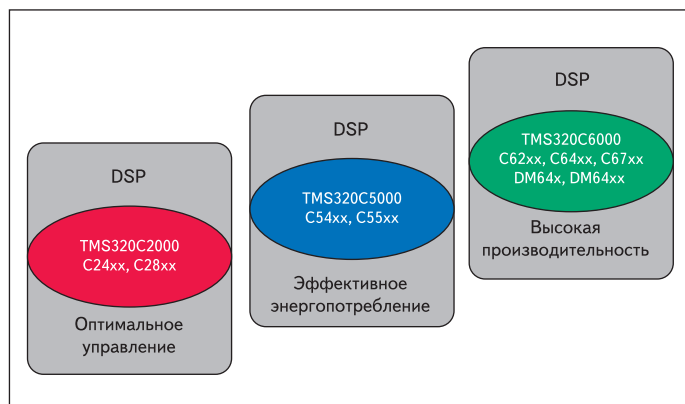 DSP
TMS320C2000
C24xx, C28xx
Оптимальное
управление
DSP
TMS320C5000
C54xx, C55xx
Эффективное
энергопотребление
DSP
TMS320C6000
C62xx, C64xx, C67xx
DM64x, DM64xx
Высокая
производительность